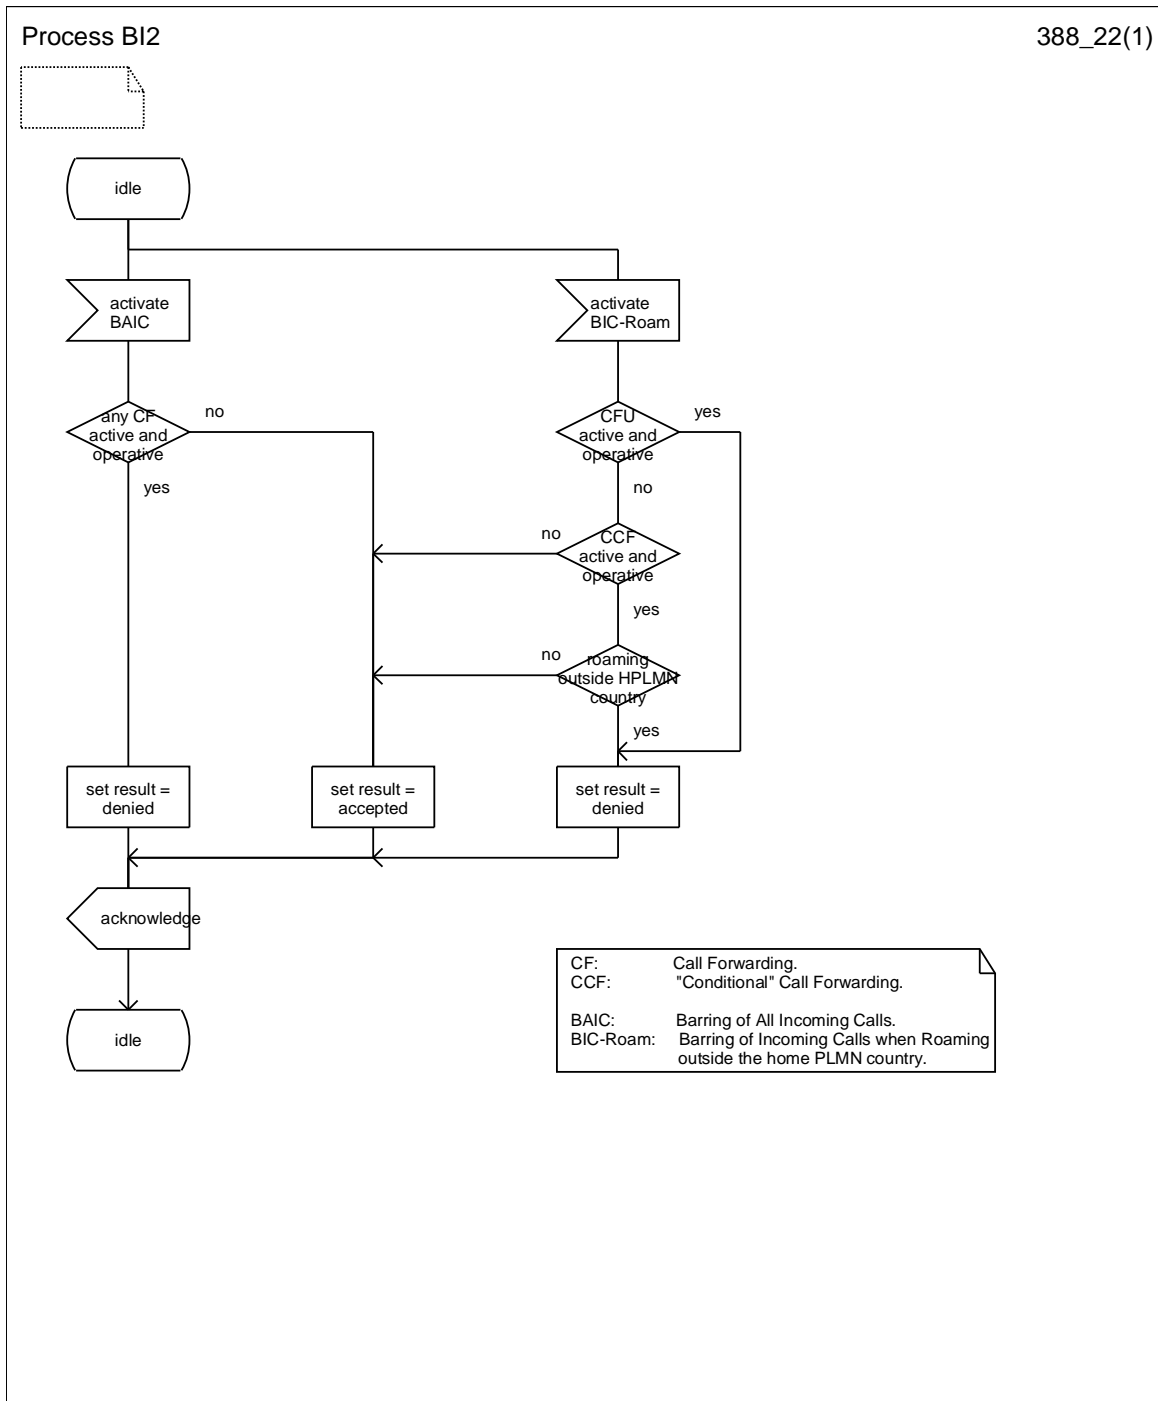 Process BI2
388_22(1)
idle
activate
BAIC
activate
BIC-Roam
any CF
active and
operative
no
yes
CFU
active and
operative
yes
no
no
CCF
active and
operative
yes
no
roaming
outside HPLMN
country
yes
set result =
denied
set result =
accepted
set result =
denied
acknowledge
idle
CF: Call Forwarding.
CCF: "Conditional" Call Forwarding.
BAIC: Barring of All Incoming Calls.
BIC-Roam: Barring of Incoming Calls when Roaming
outside the home PLMN country.